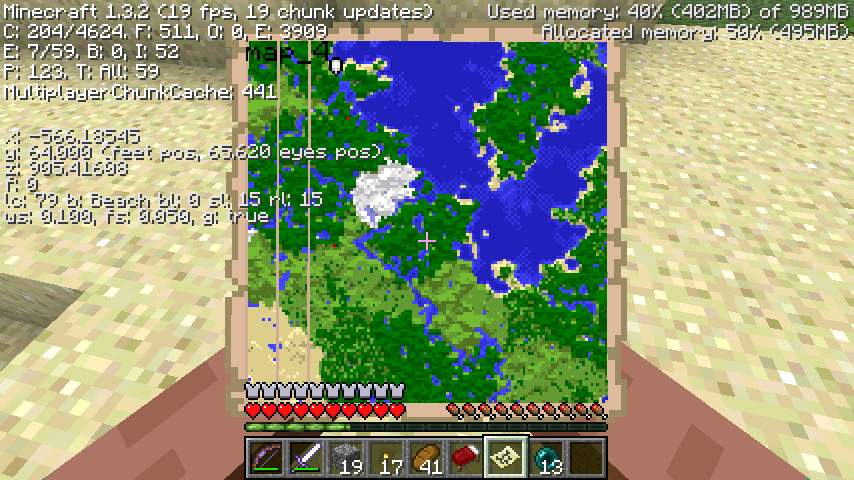 Minecraft 1.3.2 (19 fps, 19 chunk updates)
Used memory: 40% (402MB) of 989MB
C: 204/4624, F: 511, O: 0, E: 3909
Allocated memory: 50% (495MB)
E: 7/59, B: 0, I: 52
map_4
P: 123, T: All: 59
MultiplayerChunkCache: 441
x: -566.18545
y: 64.000 (feet pos, 65.620 eyes pos)
z: 905.41608
f: 0
lc: 79 b: Beach bl: 0 sl: 15 rl: 15
ws: 0.100, fs: 0.050, g: true
19
17
41
13